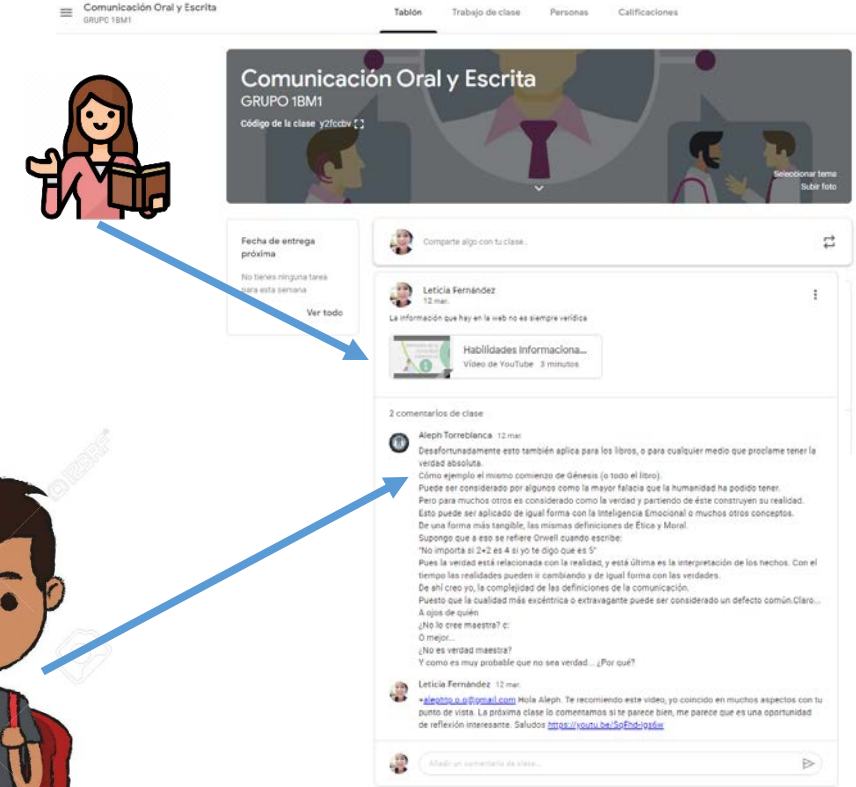 Comunicación Oral y Escrita
GRUPO 1BM1
Tablón Trabajo de clase Personas Calificaciones
Comunicación Oral y Escrita
GRUPO 1BM1
Código de la clase y2fccbv
Seleccionar tema
Subir foto
Fecha de entrega
próxima
No tienes ninguna tarea
para esta semana
Ver todo
Comparte algo con tu clase...
Leticia Fernández
12 mar.
La información que hay en la web no es siempre verídica
Habilidades Informaciona...
Vídeo de YouTube 3 minutos
2 comentarios de clase
Aleph Torreblanca 12 mar.
Desafortunadamente esto también aplica para los libros, o para cualquier medio que proclame tener la
verdad absoluta.
Cómo ejemplo el mismo comienzo de Génesis (o todo el libro).
Puede ser considerado por algunos como la mayor falacia que la humanidad ha podido tener.
Pero para muchos otros es considerado como la verdad y partiendo de éste construyen su realidad.
Esto puede ser aplicado de igual forma con la Inteligencia Emocional o muchos otros conceptos.
De una forma más tangible, las mismas definiciones de Ética y Moral.
Supongo que a eso se refiere Orwell cuando escribe:
"No importa si 2+2 es 4 si yo te digo que es 5"
Pues la verdad está relacionada con la realidad, y está última es la interpretación de los hechos. Con el
tiempo las realidades pueden ir cambiando y de igual forma con las verdades.
De ahí creo yo, la complejidad de las definiciones de la comunicación.
Puesto que la cualidad más excéntrica o extravagante puede ser considerado un defecto común.Claro...
A ojos de quién
¿No lo cree maestra? c:
O mejor...
¿No es verdad maestra?
Y como es muy probable que no sea verdad... ¿Por qué?
Leticia Fernández 12 mar.
Hola Aleph. Te recomiendo este video, yo coincido en muchos aspectos con tu
punto de vista. La próxima clase lo comentamos si te parece bien, me parece que es una oportunidad
de reflexión interesante. Saludos
Añadir un comentario de clase...
© 123RF